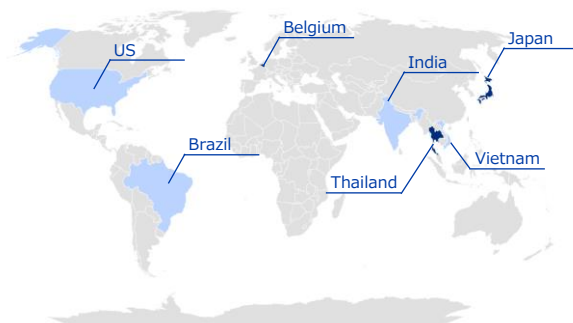 Belgium
Japan
US
India
Brazil
Vietnam
Thailand